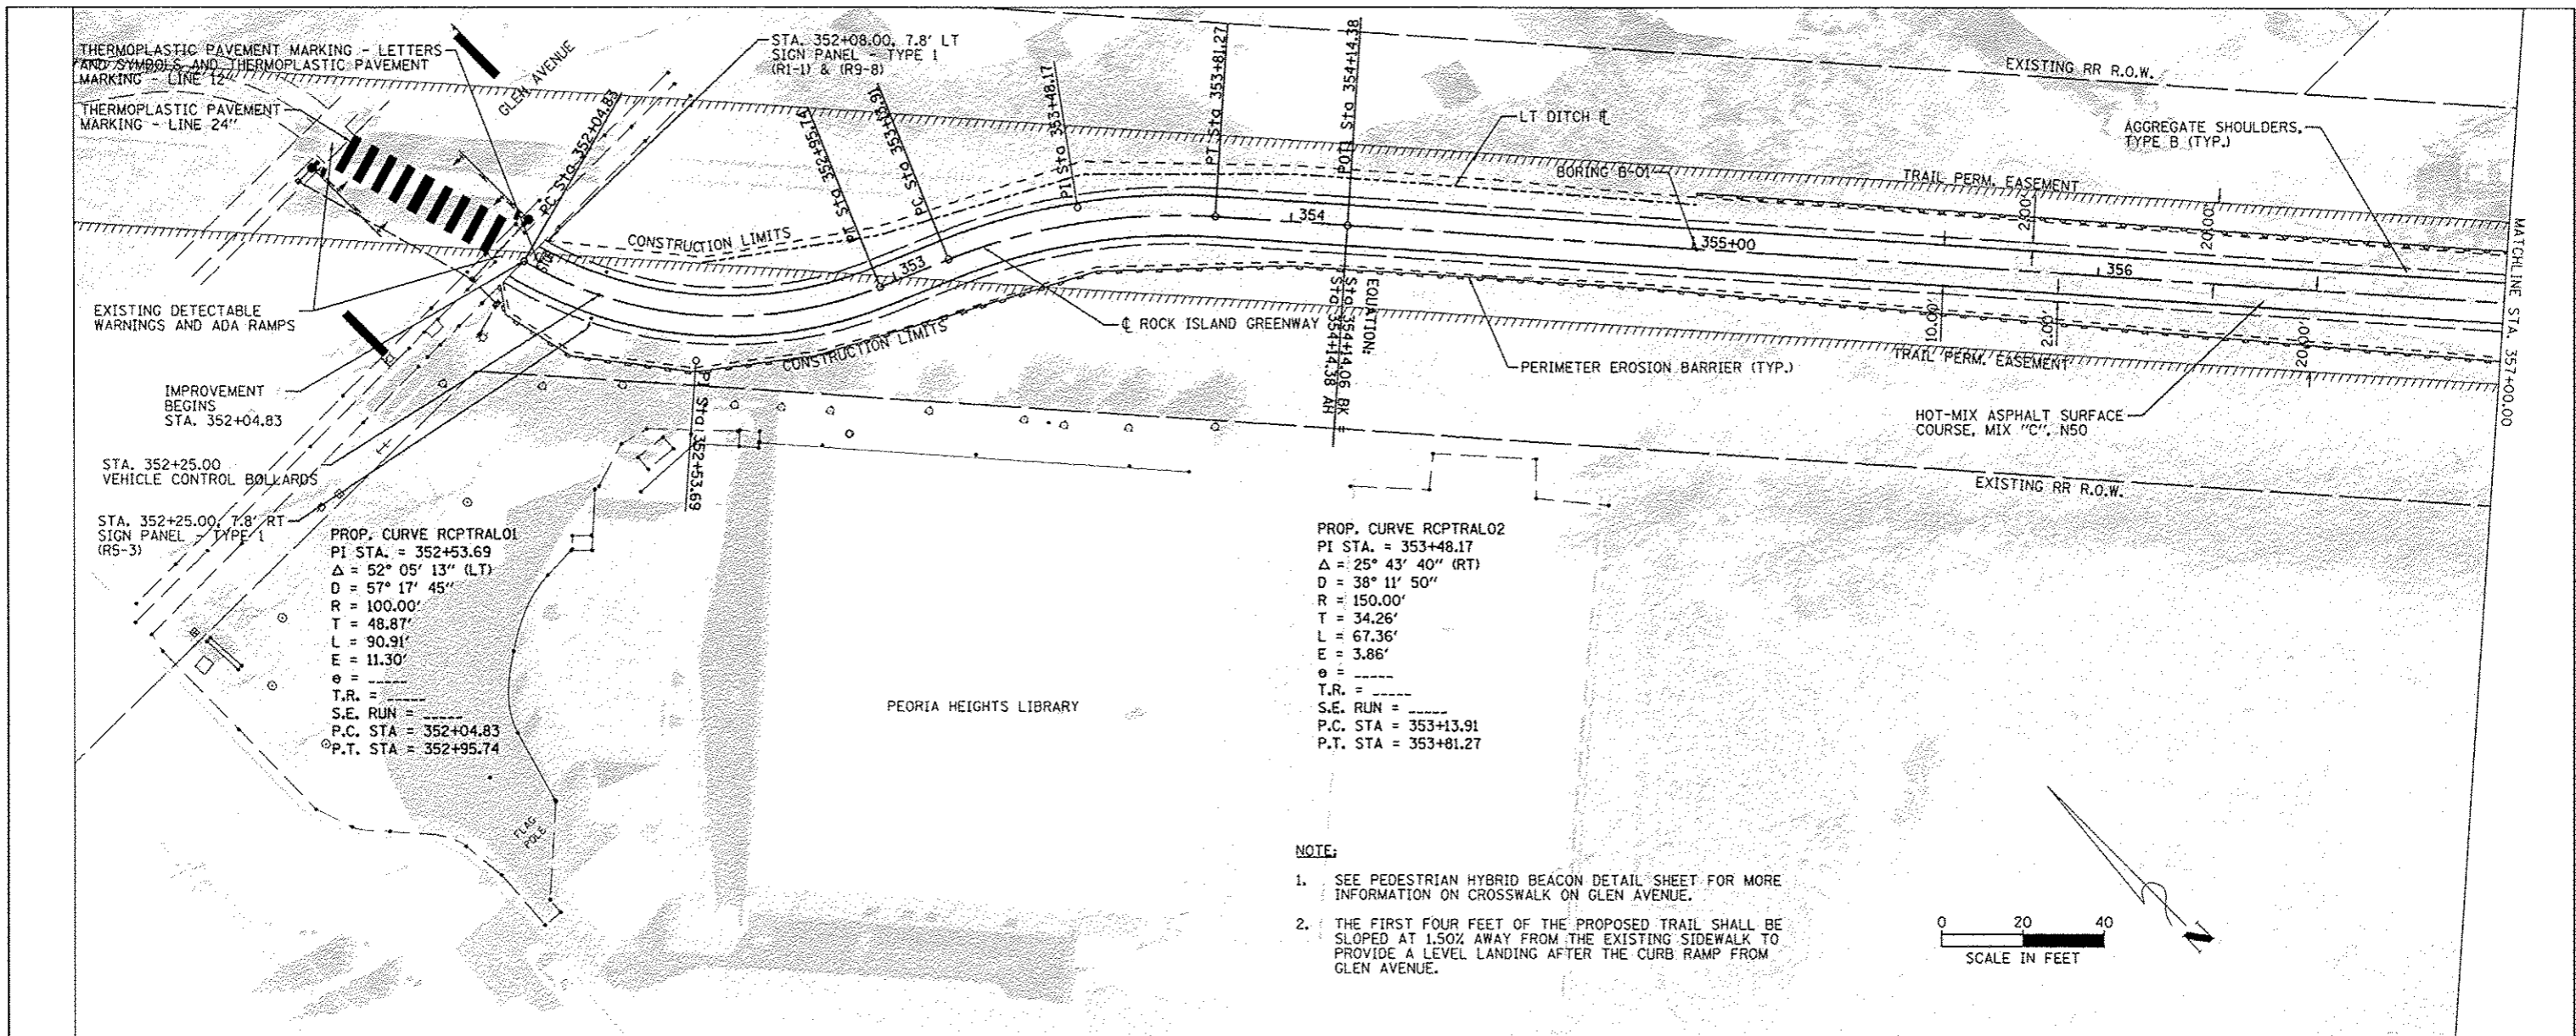 THERMOPLASTIC PAVEMENT MARKING - LETTERS
AND SYMBOLS AND THERMOPLASTIC PAVEMENT
MARKING - LINE 12"
THERMOPLASTIC PAVEMENT
MARKING - LINE 24"
GLEN AVENUE
PC Sta 352+04.83
STA. 352+08.00, 7.8' LT
SIGN PANEL - TYPE 1
(R1-1) & (R9-8)
PT Sta 352+95.74
PC Sta 353+13.91
PI Sta 353+48.17
PT Sta 353+81.27
POT Sta 354+14.38
EXISTING RR R.O.W.
LT DITCH ℄
AGGREGATE SHOULDERS,
TYPE B (TYP.)
BORING B-01
TRAIL PERM. EASEMENT
CONSTRUCTION LIMITS
353
354
355+00
356
2.00'
20.00'
MATCHLINE STA. 357+00.00
EXISTING DETECTABLE
WARNINGS AND ADA RAMPS
℄ ROCK ISLAND GREENWAY
EQUATION:
Sta 354+14.06 BK =
Sta 354+14.38 AH
10.00'
2.00'
20.00'
CONSTRUCTION LIMITS
TRAIL PERM. EASEMENT
PERIMETER EROSION BARRIER (TYP.)
IMPROVEMENT
BEGINS
STA. 352+04.83
PI Sta 352+53.69
HOT-MIX ASPHALT SURFACE
COURSE, MIX "C", N50
STA. 352+25.00
VEHICLE CONTROL BOLLARDS
EXISTING RR R.O.W.
STA. 352+25.00, 7.8' RT
SIGN PANEL - TYPE 1
(R5-3)
PROP. CURVE RCPTRAL01
PI STA. = 352+53.69
Δ = 52° 05' 13" (LT)
D = 57° 17' 45"
R = 100.00'
T = 48.87'
L = 90.91'
E = 11.30'
e = _____
T.R. = _____
S.E. RUN = _____
P.C. STA = 352+04.83
P.T. STA = 352+95.74
PROP. CURVE RCPTRAL02
PI STA. = 353+48.17
Δ = 25° 43' 40" (RT)
D = 38° 11' 50"
R = 150.00'
T = 34.26'
L = 67.36'
E = 3.86'
e = _____
T.R. = _____
S.E. RUN = _____
P.C. STA = 353+13.91
P.T. STA = 353+81.27
PEORIA HEIGHTS LIBRARY
FLAG
POLE
NOTE:
1. SEE PEDESTRIAN HYBRID BEACON DETAIL SHEET FOR MORE
INFORMATION ON CROSSWALK ON GLEN AVENUE.
2. THE FIRST FOUR FEET OF THE PROPOSED TRAIL SHALL BE
SLOPED AT 1.50% AWAY FROM THE EXISTING SIDEWALK TO
PROVIDE A LEVEL LANDING AFTER THE CURB RAMP FROM
GLEN AVENUE.
0 20 40
SCALE IN FEET
N